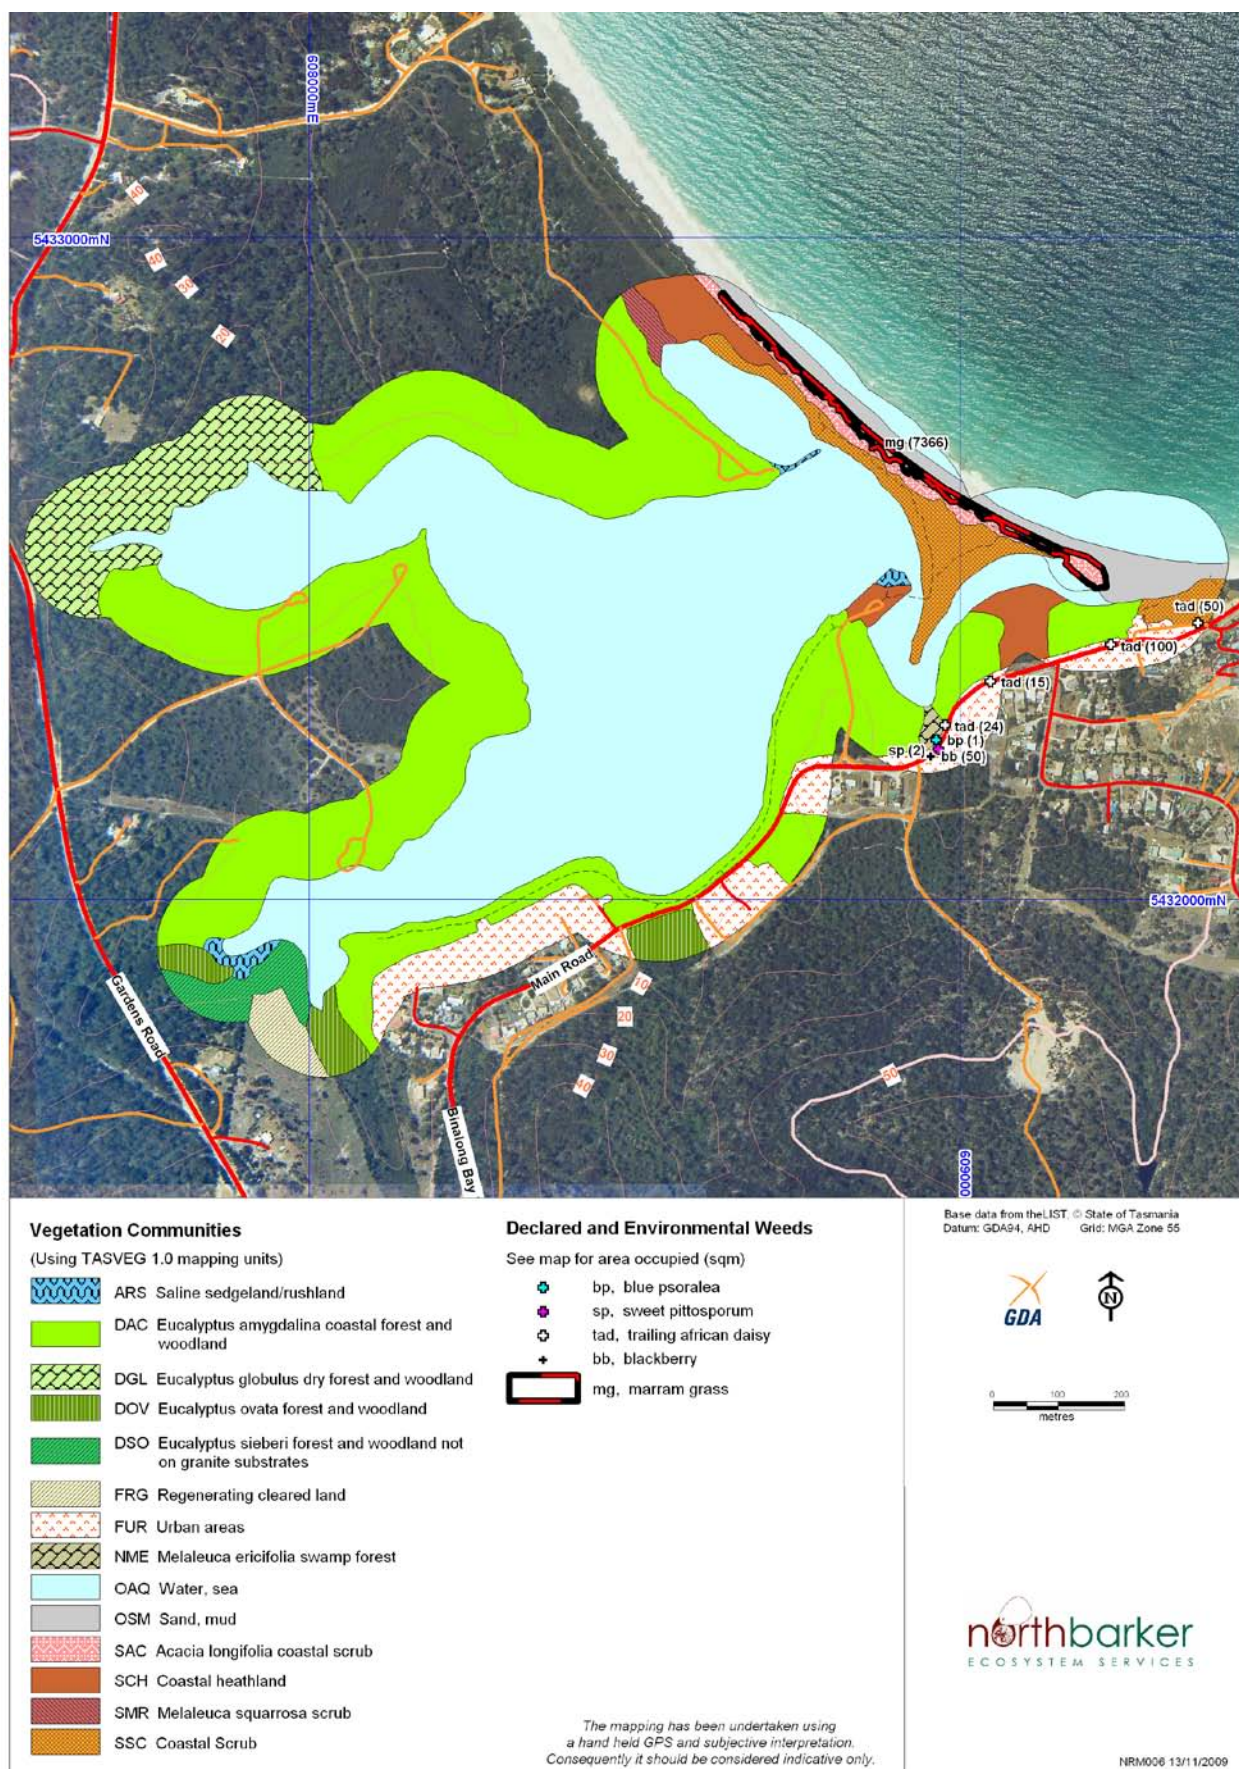 608000mE
40
5433000mN
40
30
20
mg (7366)
tad (50)
tad (100)
tad (15)
tad (24)
bp (1)
sp (2)
bb (50)
5432000mN
Main Road
Gardens Road
10
20
30
40
50
Binalong Bay
609000
Vegetation Communities
(Using TASVEG 1.0 mapping units)
ARS Saline sedgeland/rushland
DAC Eucalyptus amygdalina coastal forest and
woodland
DGL Eucalyptus globulus dry forest and woodland
DOV Eucalyptus ovata forest and woodland
DSO Eucalyptus sieberi forest and woodland not
on granite substrates
FRG Regenerating cleared land
FUR Urban areas
NME Melaleuca ericifolia swamp forest
OAQ Water, sea
OSM Sand, mud
SAC Acacia longifolia coastal scrub
SCH Coastal heathland
SMR Melaleuca squarrosa scrub
SSC Coastal Scrub
Declared and Environmental Weeds
See map for area occupied (sqm)
bp, blue psoralea
sp, sweet pittosporum
tad, trailing african daisy
bb, blackberry
mg, marram grass
The mapping has been undertaken using
a hand held GPS and subjective interpretation.
Consequently it should be considered indicative only.
Base data from theLIST, © State of Tasmania
Datum: GDA94, AHD Grid: MGA Zone 55
GDA
N
0 100 200
metres
northbarker
ECOSYSTEM SERVICES
NRM006 13/11/2009